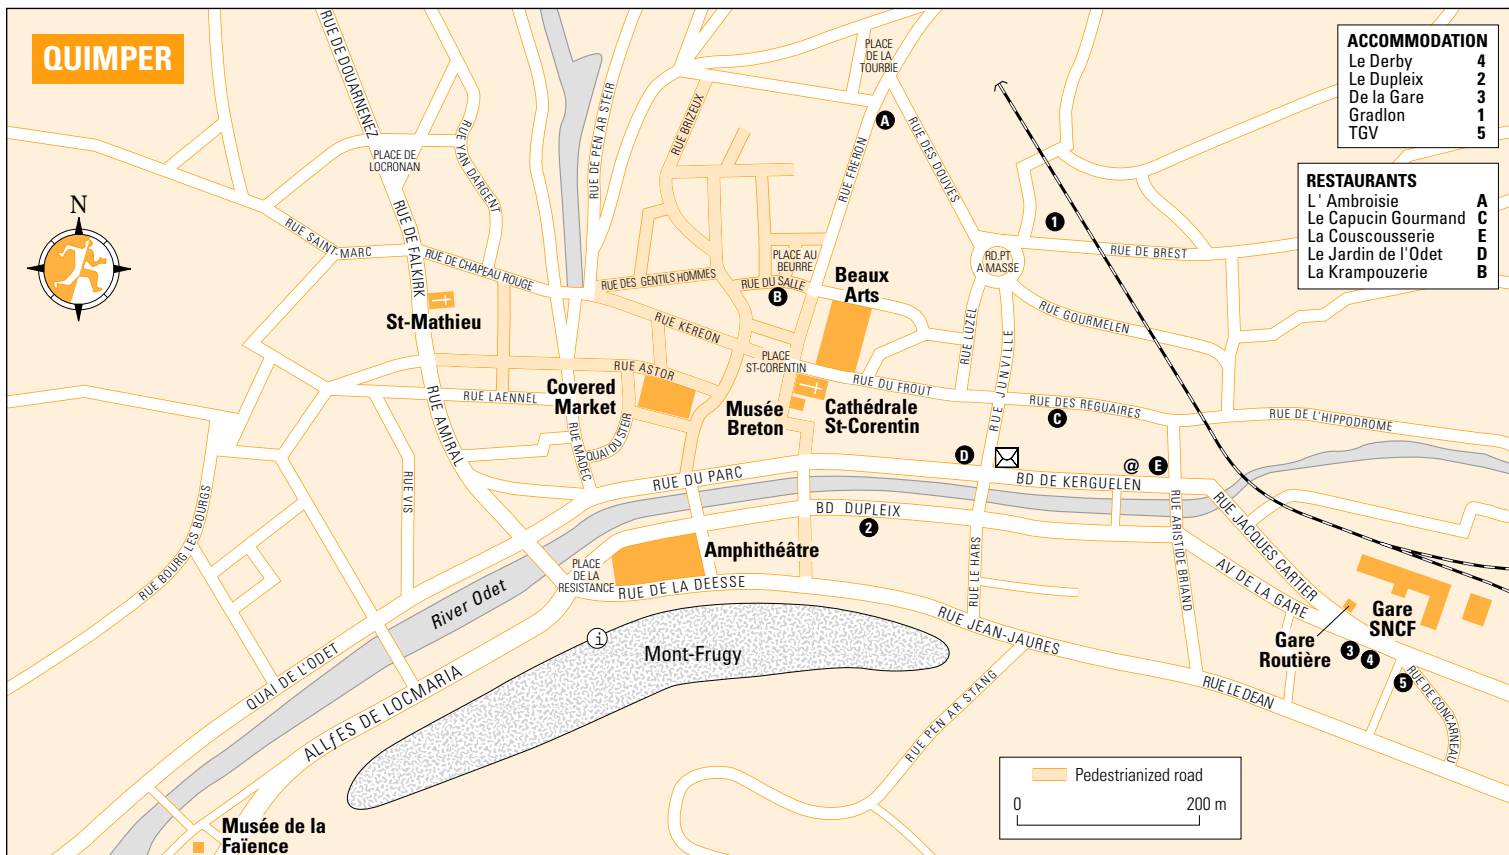 QUIMPER
ACCOMMODATION
Le Derby 4
Le Dupleix 2
De la Gare 3
Gradlon 1
TGV 5
RESTAURANTS
L' Ambroisie A
Le Capucin Gourmand C
La Couscousserie E
Le Jardin de l'Odet D
La Krampouzerie B
N
RUE DE DOUARNENEZ
PLACE DE
LOCRONAN
RUE YAN DARGENT
RUE DE PEN AR STEIR
RUE BRIZEUX
PLACE
DE LA
TOURBIE
A
RUE FRERON
RUE DES DOUVES
1
RUE DE BREST
RD.PT
A MASSE
RUE SAINT-MARC
RUE DE FALKIRK
RUE DE CHAPEAU ROUGE
RUE DES GENTILS HOMMES
PLACE AU
BEURRE
RUE DU SALLE
B
Beaux
Arts
St-Mathieu
RUE KEREON
RUE LUZEL
RUE JUNVILLE
RUE GOURMELEN
PLACE
ST-CORENTIN
RUE ASTOR
RUE DU FROUT
RUE LAENNEL
Covered
Market
Musée
Breton
Cathédrale
St-Corentin
RUE DES REGUAIRES
C
RUE DE L'HIPPODROME
RUE AMIRAL
RUE MADEC
QUAI DU STEIR
RUE VIS
RUE BOURG LES BOURGS
RUE DU PARC
D
@
E
BD DE KERGUELEN
BD DUPLEIX
2
RUE JACQUES CARTIER
RUE ARISTIDE BRIAND
AV DE LA GARE
Amphithéâtre
PLACE
DE LA
RESISTANCE
RUE DE LA DEESSE
RUE LE HARS
RUE JEAN-JAURES
River Odet
QUAI DE L'ODET
ALLƒES DE LOCMARIA
i
Mont-Frugy
RUE PEN AR STANG
RUE LE DEAN
Gare
SNCF
Gare
Routière
3
4
5
RUE DE CONCARNEAU
Musée de la
Faïence
Pedestrianized road
0 200 m